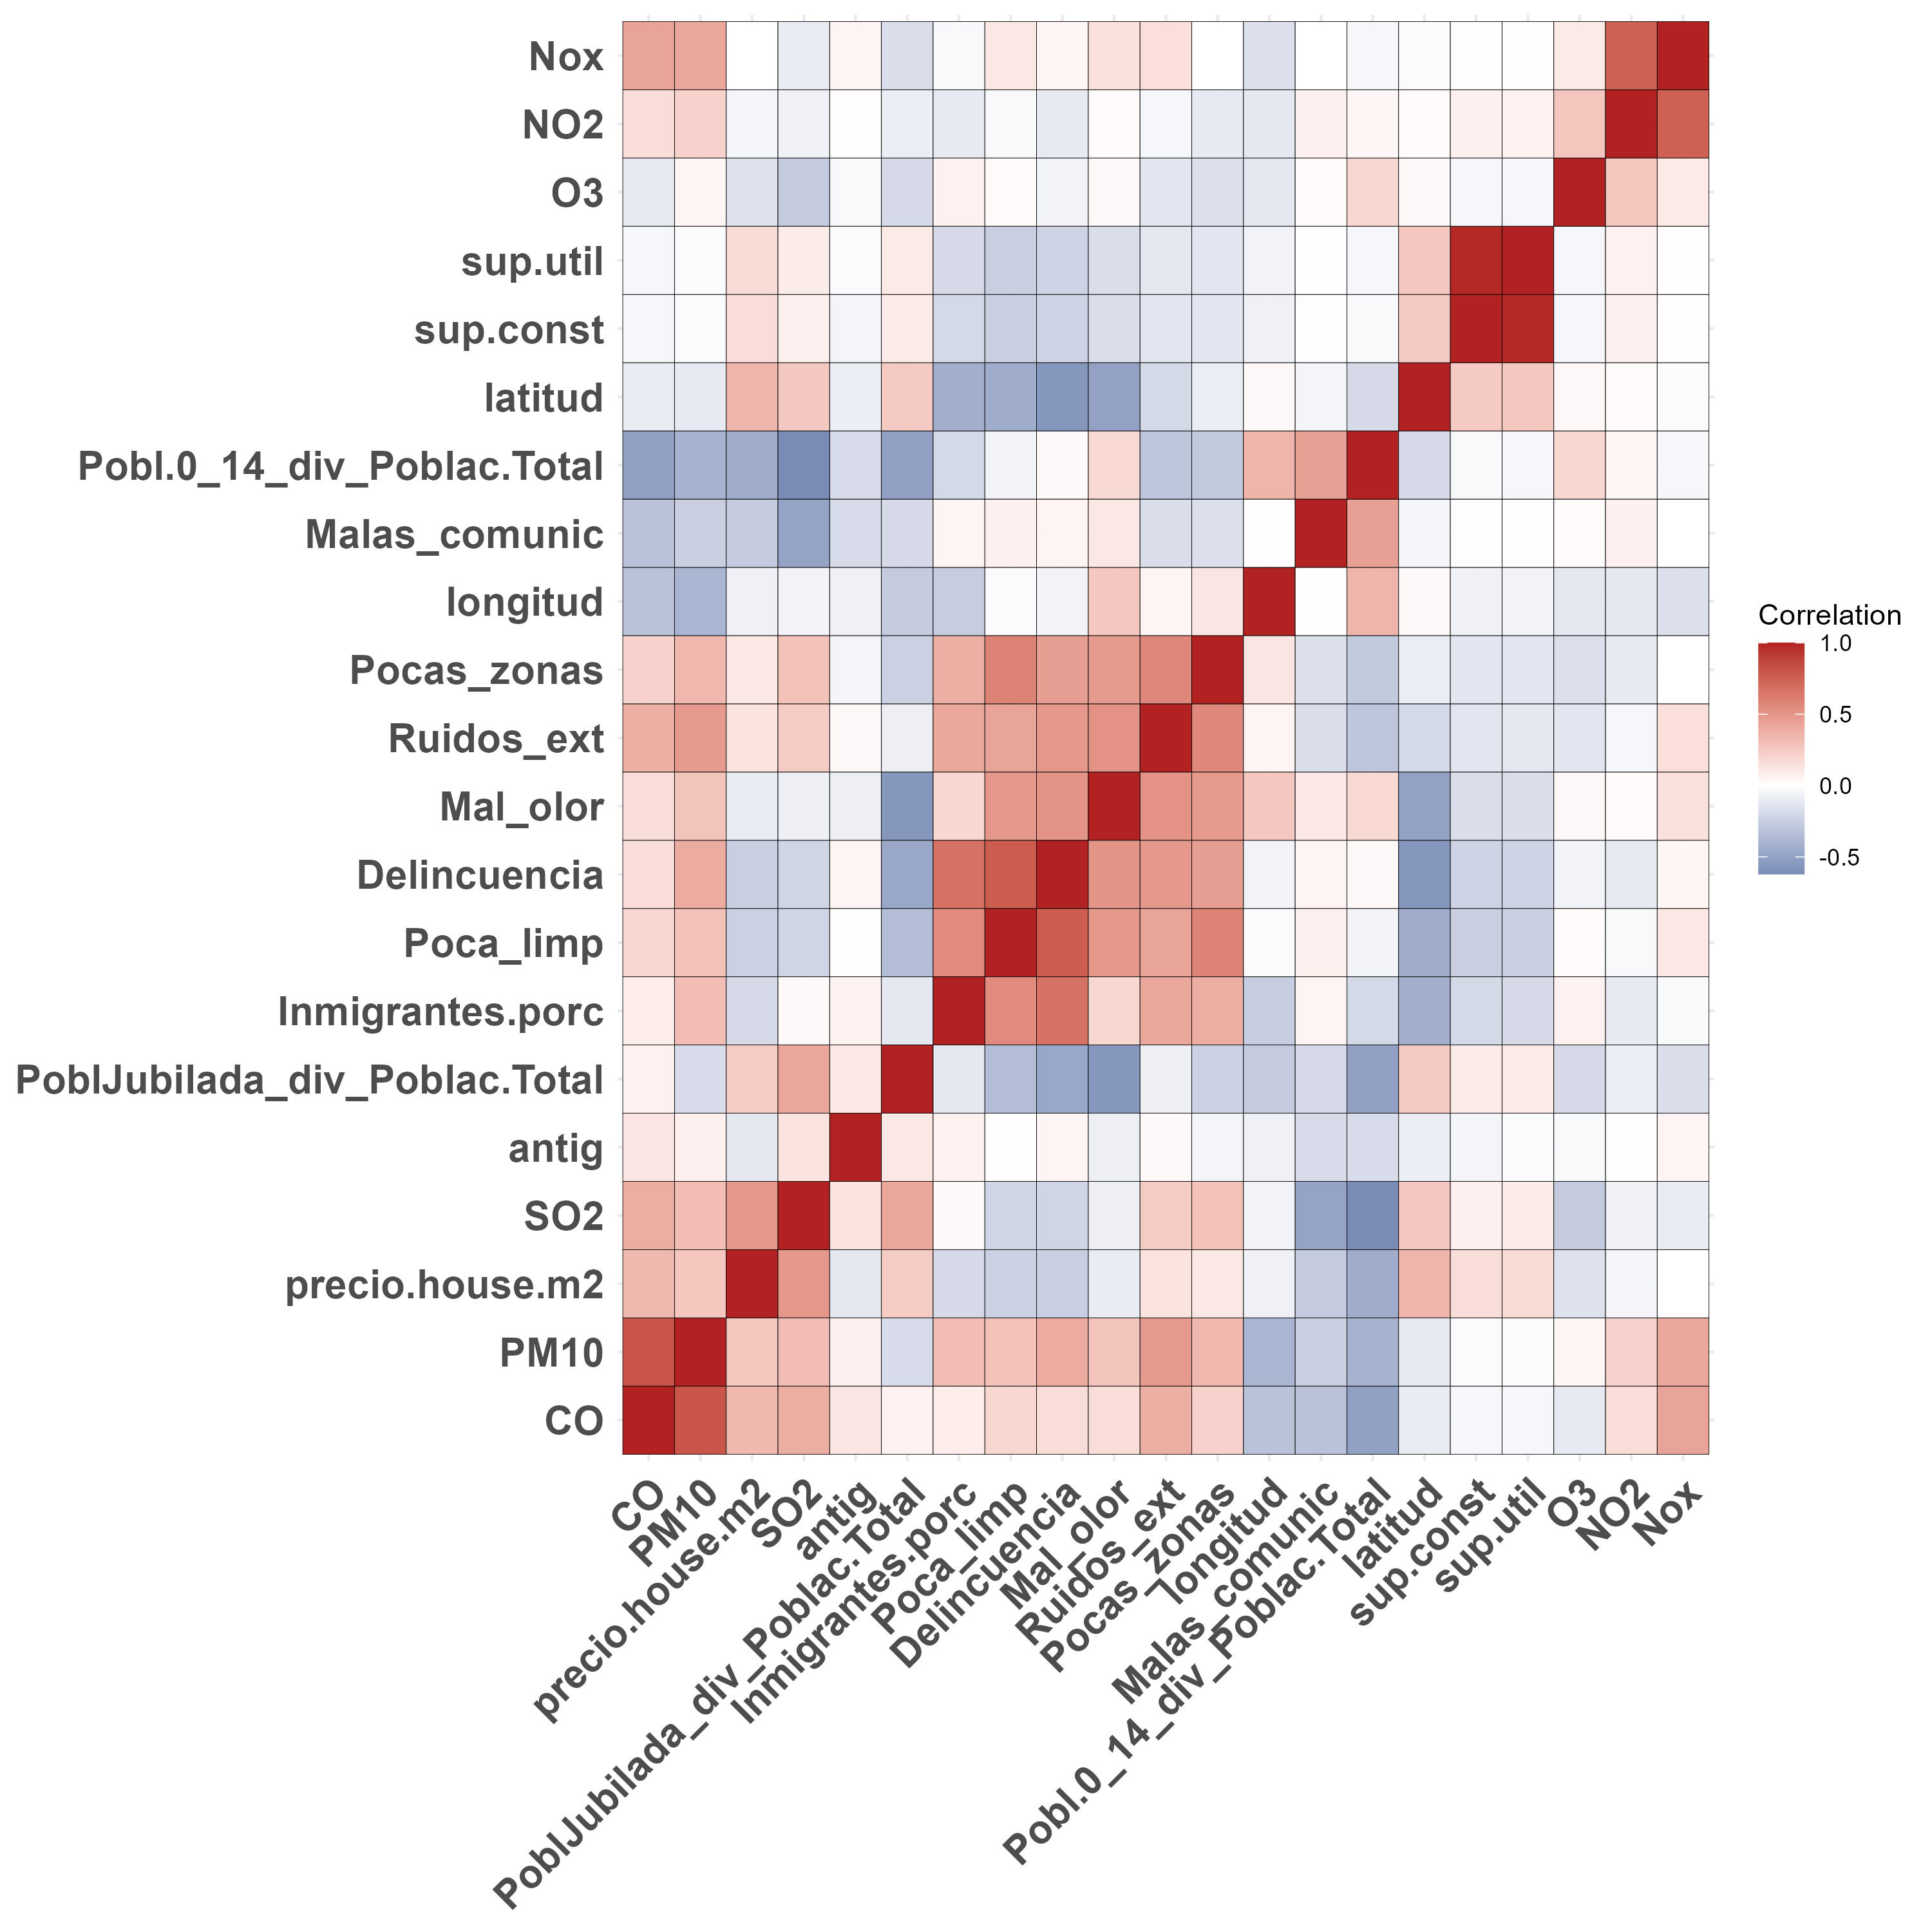 Nox
NO2
O3
sup.util
sup.const
latitud
Pobl.0_14_div_Poblac.Total
Malas_comunic
longitud
Pocas_zonas
Ruidos_ext
Mal_olor
Delincuencia
Poca_limp
Inmigrantes.porc
PoblJubilada_div_Poblac.Total
antig
SO2
precio.house.m2
PM10
CO
CO
PM10
precio.house.m2
SO2
antig
PoblJubilada_div_Poblac.Total
Inmigrantes.porc
Poca_limp
Delincuencia
Mal_olor
Ruidos_ext
Pocas_zonas
longitud
Malas_comunic
Pobl.0_14_div_Poblac.Total
latitud
sup.const
sup.util
O3
NO2
Nox
Correlation
1.0
0.5
0.0
-0.5